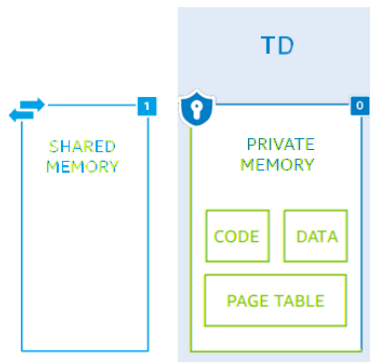 TD
1
0
SHARED
MEMORY
PRIVATE
MEMORY
CODE
DATA
PAGE TABLE